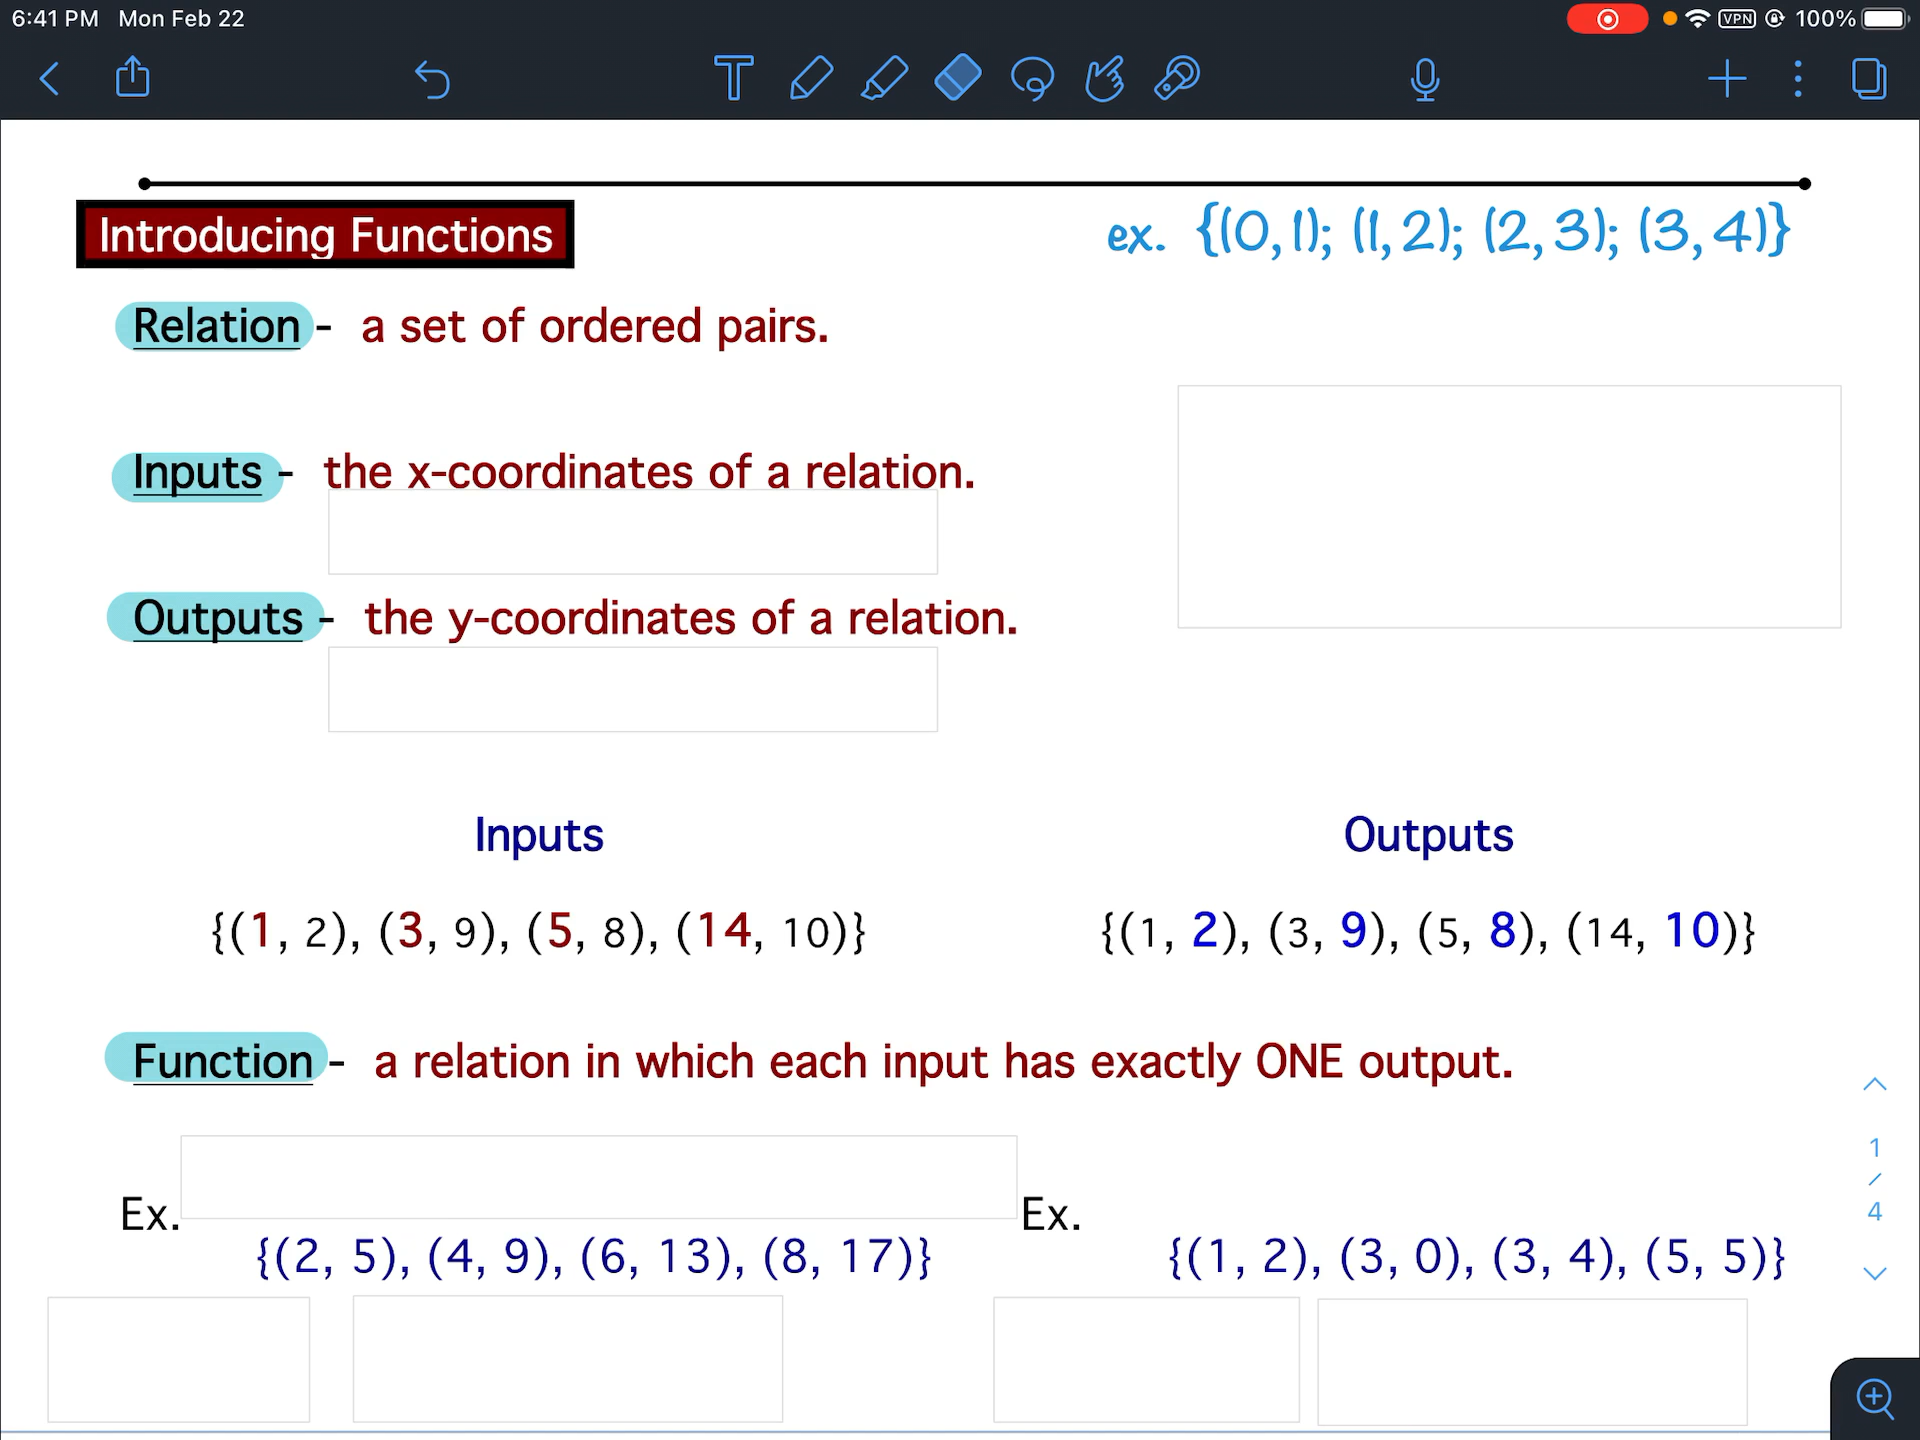 6:41 PM Mon Feb 22
VPN 100%
Introducing Functions
ex. {(0,1); (1,2); (2,3); (3,4)}
Relation - a set of ordered pairs.
Inputs - the x-coordinates of a relation.
Outputs - the y-coordinates of a relation.
Inputs
Outputs
{(1, 2), (3, 9), (5, 8), (14, 10)}
{(1, 2), (3, 9), (5, 8), (14, 10)}
Function - a relation in which each input has exactly ONE output.
Ex.
{(2, 5), (4, 9), (6, 13), (8, 17)}
Ex.
{(1, 2), (3, 0), (3, 4), (5, 5)}
1
/
4